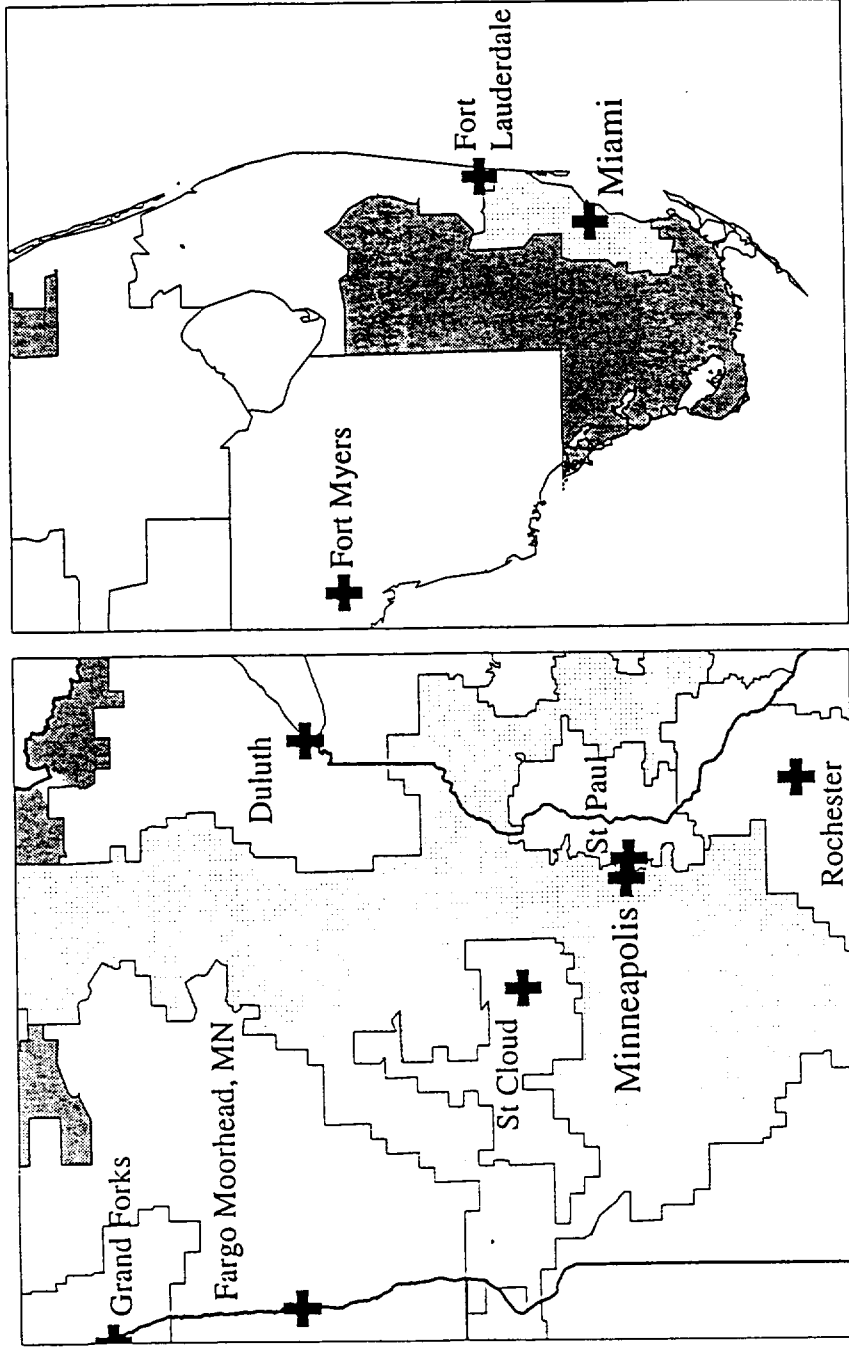 Grand Forks
Fargo Moorhead, MN
Duluth
St Cloud
St Paul
Minneapolis
Rochester
Fort Myers
Fort
Lauderdale
Miami